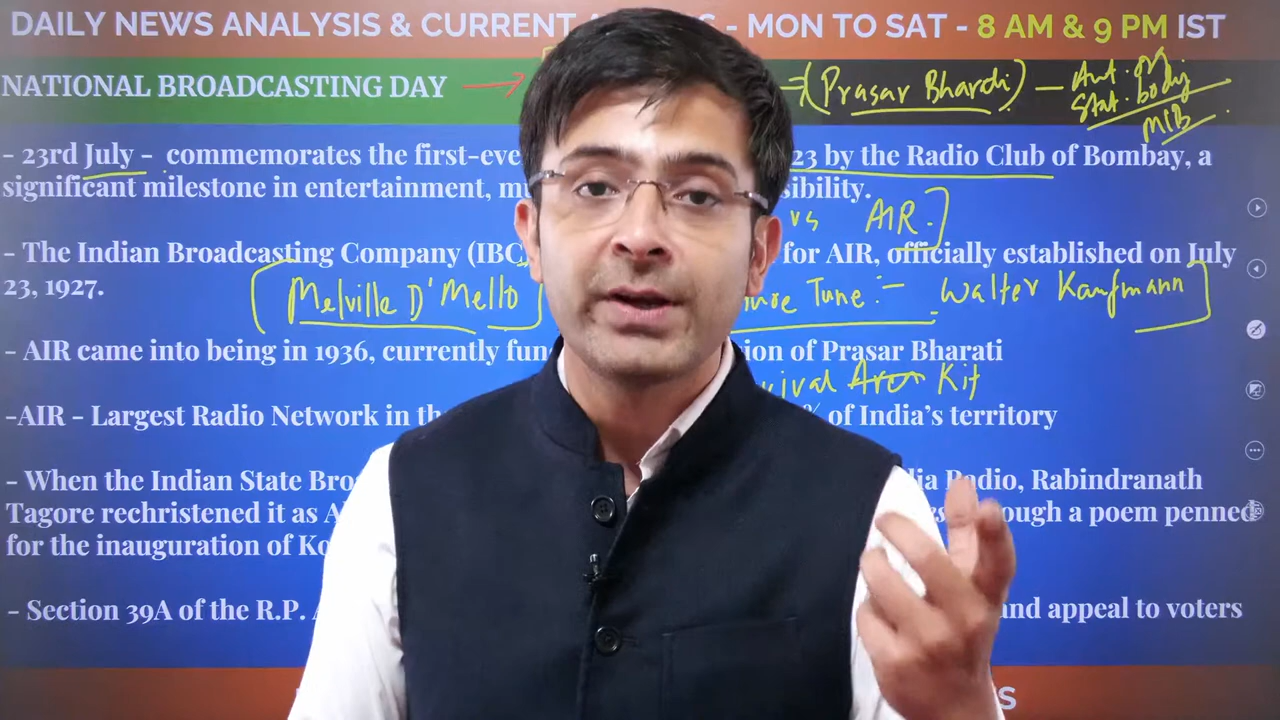 DAILY NEWS ANALYSIS & CURRENT - MON TO SAT - 8 AM & 9 PM IST
NATIONAL BROADCASTING DAY → (Prasar Bharti) — Aut. org
Stat. body
MIB
- 23rd July - commemorates the first-eve 23 by the Radio Club of Bombay, a
significant milestone in entertainment, sibility.
vs AIR.
- The Indian Broadcasting Company (IBC for AIR, officially established on July
23, 1927.
Melville D'Mello Tune :- Walter Kaufmann
- AIR came into being in 1936, currently fun ion of Prasar Bharati
Kit
-AIR - Largest Radio Network in th % of India's territory
- When the Indian State Bro ia Radio, Rabindranath
Tagore rechristened it as A ough a poem penned
for the inauguration of Ko
- Section 39A of the R.P. A and appeal to voters
S